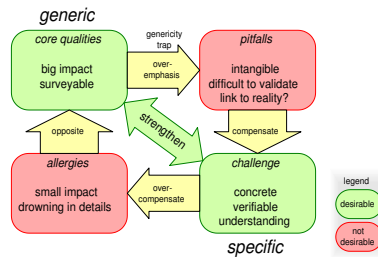 generic
core qualities
big impact
surveyable
genericity
trap
over-
emphasis
pitfalls
intangible
difficult to validate
link to reality?
opposite
strengthen
compensate
allergies
small impact
drowning in details
over-
compensate
challenge
concrete
verifiable
understanding
specific
legend
desirable
not
desirable